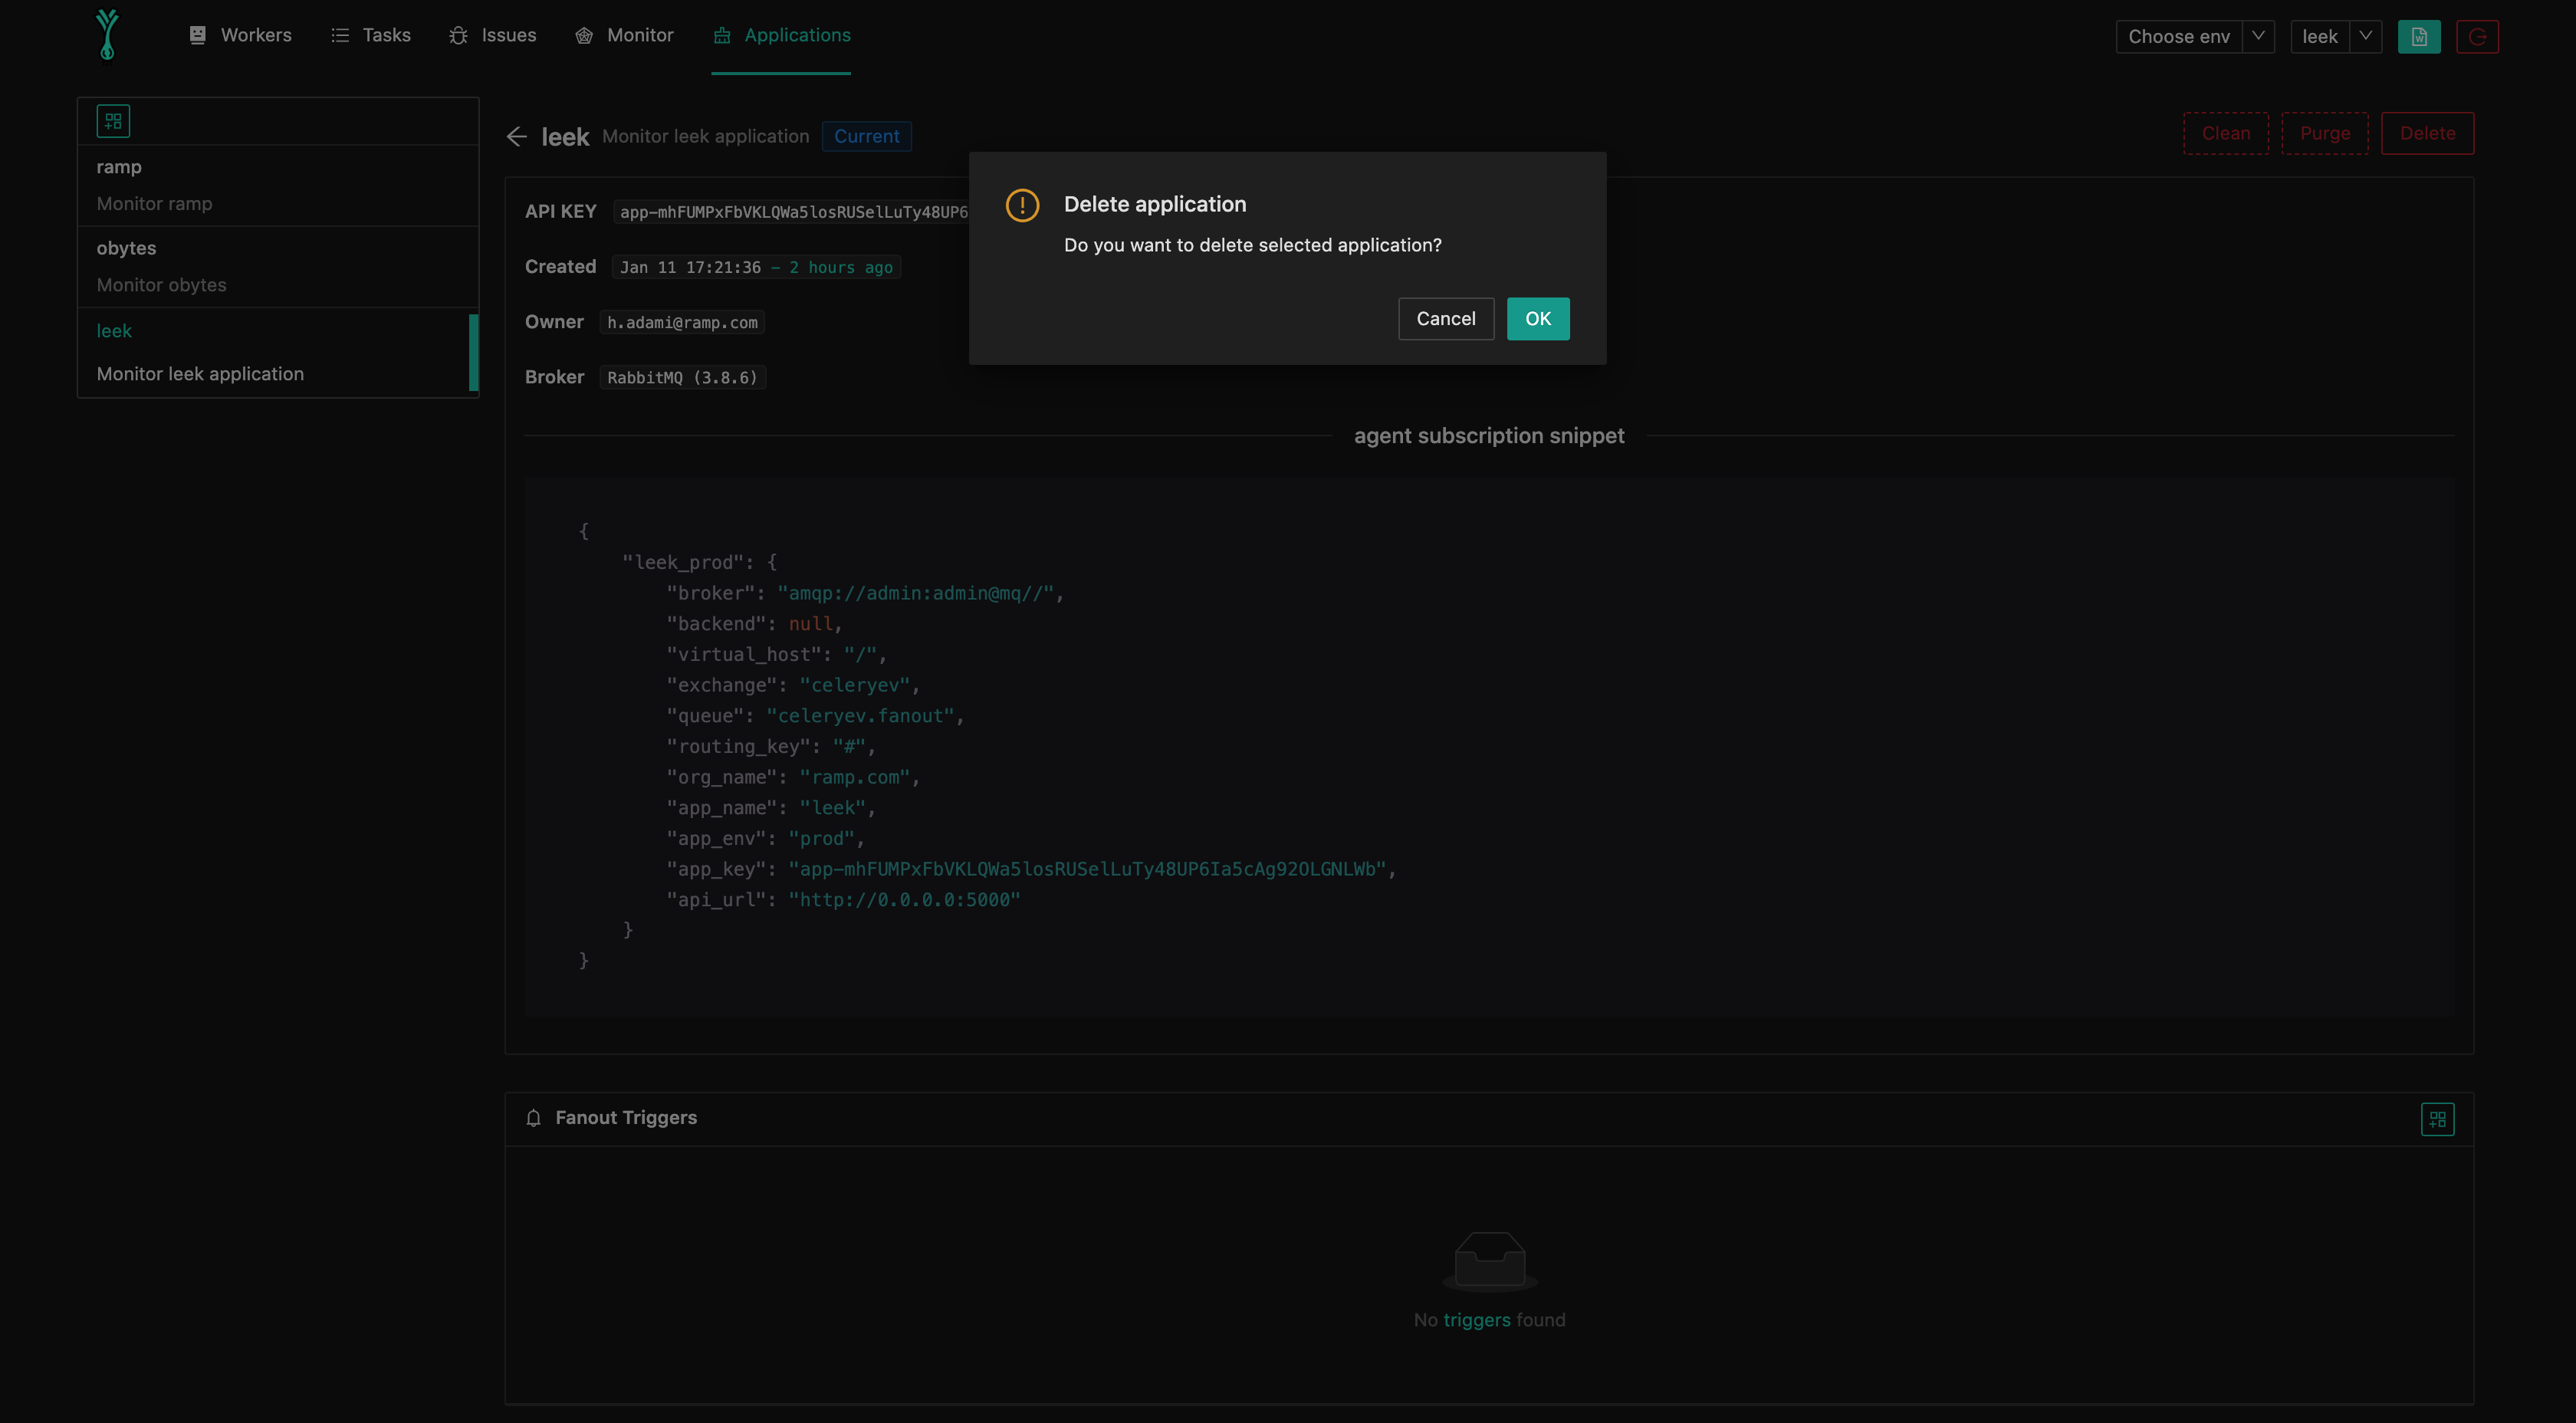 Workers Tasks Issues Monitor Applications Choose env leek
ramp
Monitor ramp
obytes
Monitor obytes
leek
Monitor leek application
leek Monitor leek application Current Clean Purge Delete
API KEY app-mhFUMPxFbVKLQWa5losRUSelLuTy48UP6
Created Jan 11 17:21:36 – 2 hours ago
Owner h.adami@ramp.com
Broker RabbitMQ (3.8.6)
Delete application
Do you want to delete selected application?
Cancel OK
agent subscription snippet
{
"leek_prod": {
"broker": "amqp://admin:admin@mq//",
"backend": null,
"virtual_host": "/",
"exchange": "celeryev",
"queue": "celeryev.fanout",
"routing_key": "#",
"org_name": "ramp.com",
"app_name": "leek",
"app_env": "prod",
"app_key": "app-mhFUMPxFbVKLQWa5losRUSelLuTy48UP6Ia5cAg92OLGNLWb",
"api_url": "http://0.0.0.0:5000"
}
}
Fanout Triggers
No triggers found